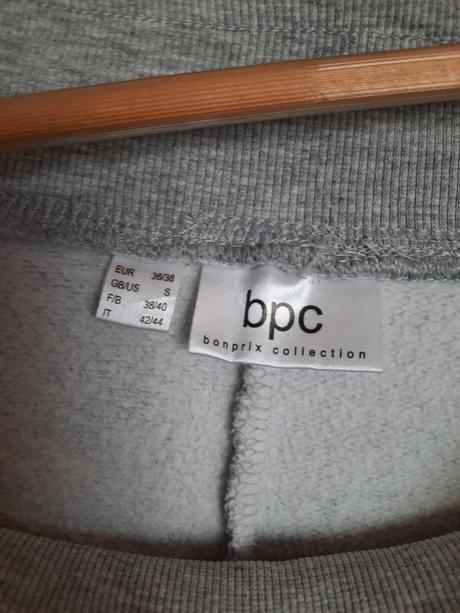 EUR 36/38
GB/US S
F/B 38/40
IT 42/44
bpc
bonprix collection